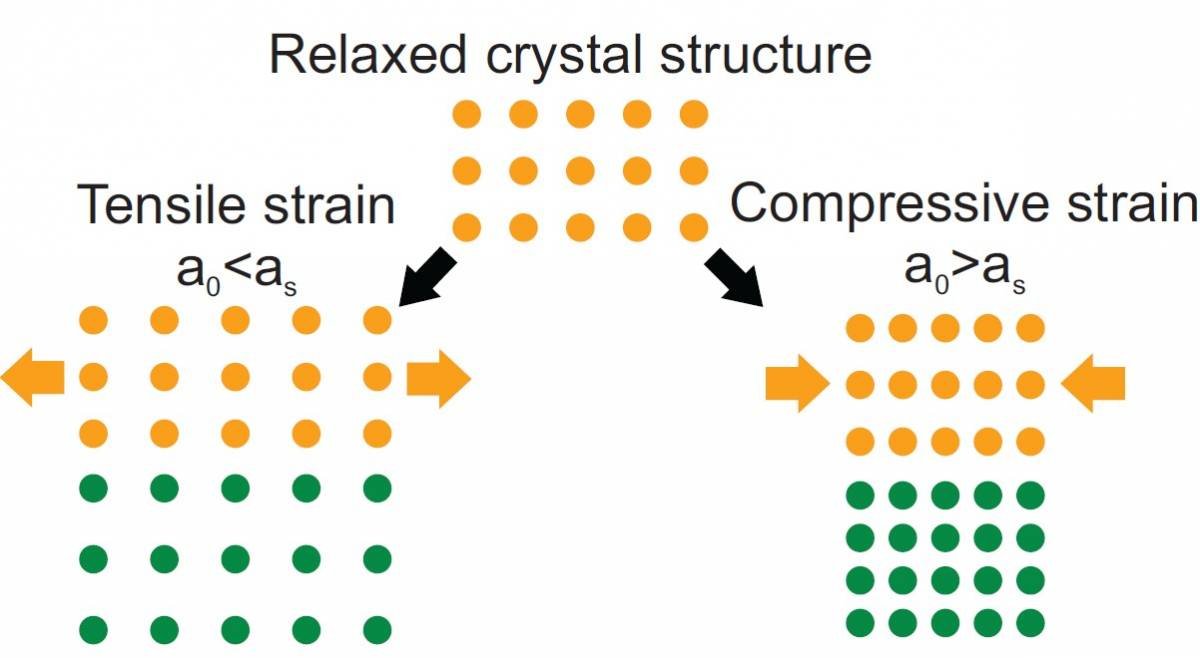 Relaxed crystal structure
Tensile strain
a₀<aₛ
Compressive strain
a₀>aₛ